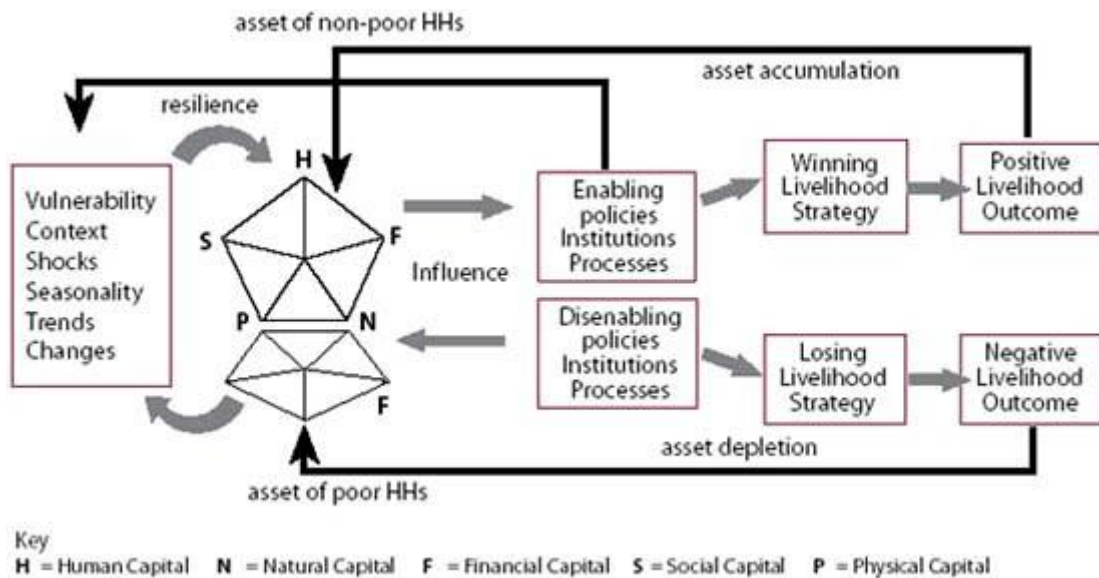 asset of non-poor HHs
asset accumulation
resilience
Vulnerability
Context
Shocks
Seasonality
Trends
Changes
H
S
F
P
N
F
Influence
Enabling
policies
Institutions
Processes
Winning
Livelihood
Strategy
Positive
Livelihood
Outcome
Disenabling
policies
Institutions
Processes
Losing
Livelihood
Strategy
Negative
Livelihood
Outcome
asset depletion
asset of poor HHs
Key
H = Human Capital N = Natural Capital F = Financial Capital S = Social Capital P = Physical Capital